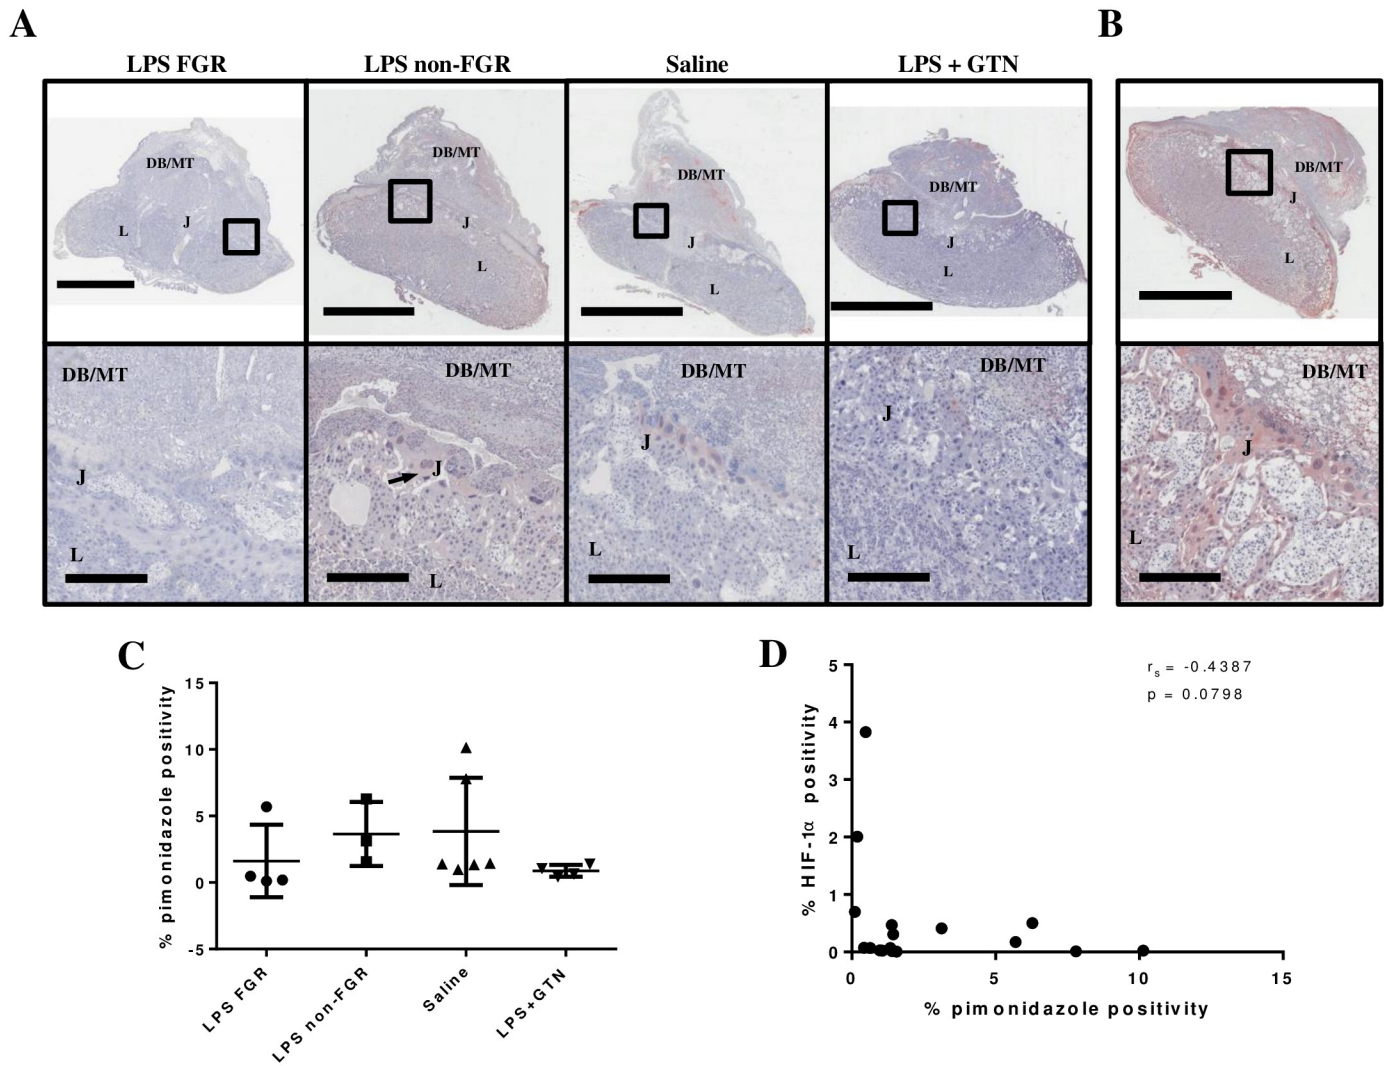 A
B
LPS FGR
LPS non-FGR
Saline
LPS + GTN
DB/MT
L
J
DB/MT
J
L
DB/MT
J
L
DB/MT
J
L
DB/MT
J
L
DB/MT
J
L
DB/MT
J
L
DB/MT
J
L
DB/MT
J
L
DB/MT
J
L
C
% pimonidazole positivity
15
10
5
0
-5
LPS FGR
LPS non-FGR
Saline
LPS+GTN
D
% HIF-1α positivity
5
4
3
2
1
0
rs = -0.4387
p = 0.0798
0
5
10
15
% pimonidazole positivity